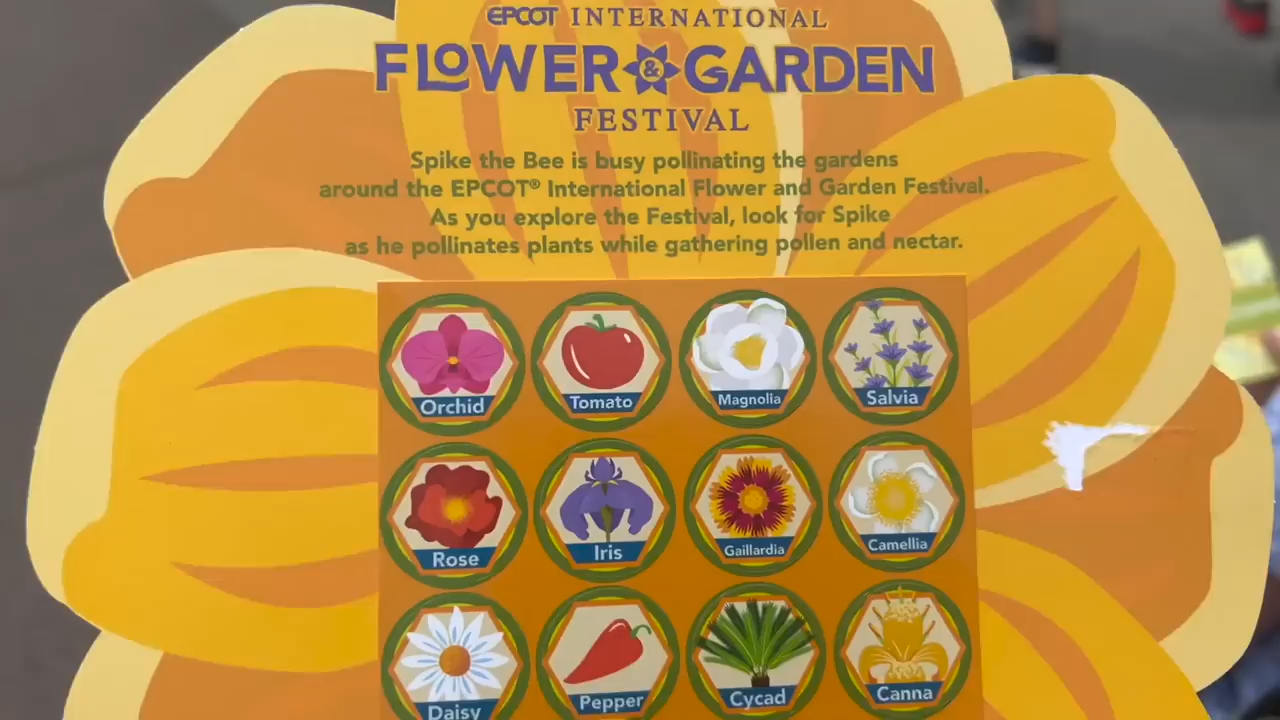 EPCOT INTERNATIONAL
FLOWER & GARDEN
FESTIVAL
Spike the Bee is busy pollinating the gardens
around the EPCOT® International Flower and Garden Festival.
As you explore the Festival, look for Spike
as he pollinates plants while gathering pollen and nectar.
Orchid
Tomato
Magnolia
Salvia
Rose
Iris
Gaillardia
Camellia
Daisy
Pepper
Cycad
Canna